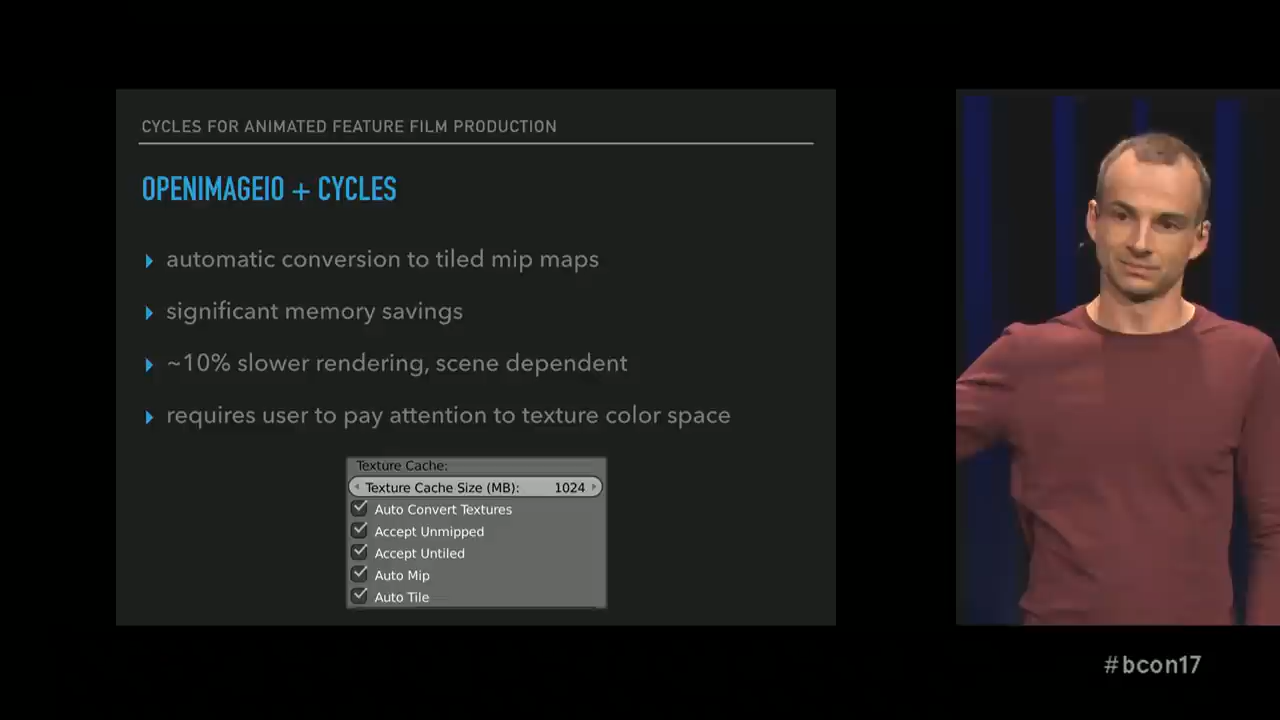 CYCLES FOR ANIMATED FEATURE FILM PRODUCTION
OPENIMAGEIO + CYCLES
automatic conversion to tiled mip maps
significant memory savings
~10% slower rendering, scene dependent
requires user to pay attention to texture color space
Texture Cache:
Texture Cache Size (MB): 1024
Auto Convert Textures
Accept Unmipped
Accept Untiled
Auto Mip
Auto Tile
#bcon17